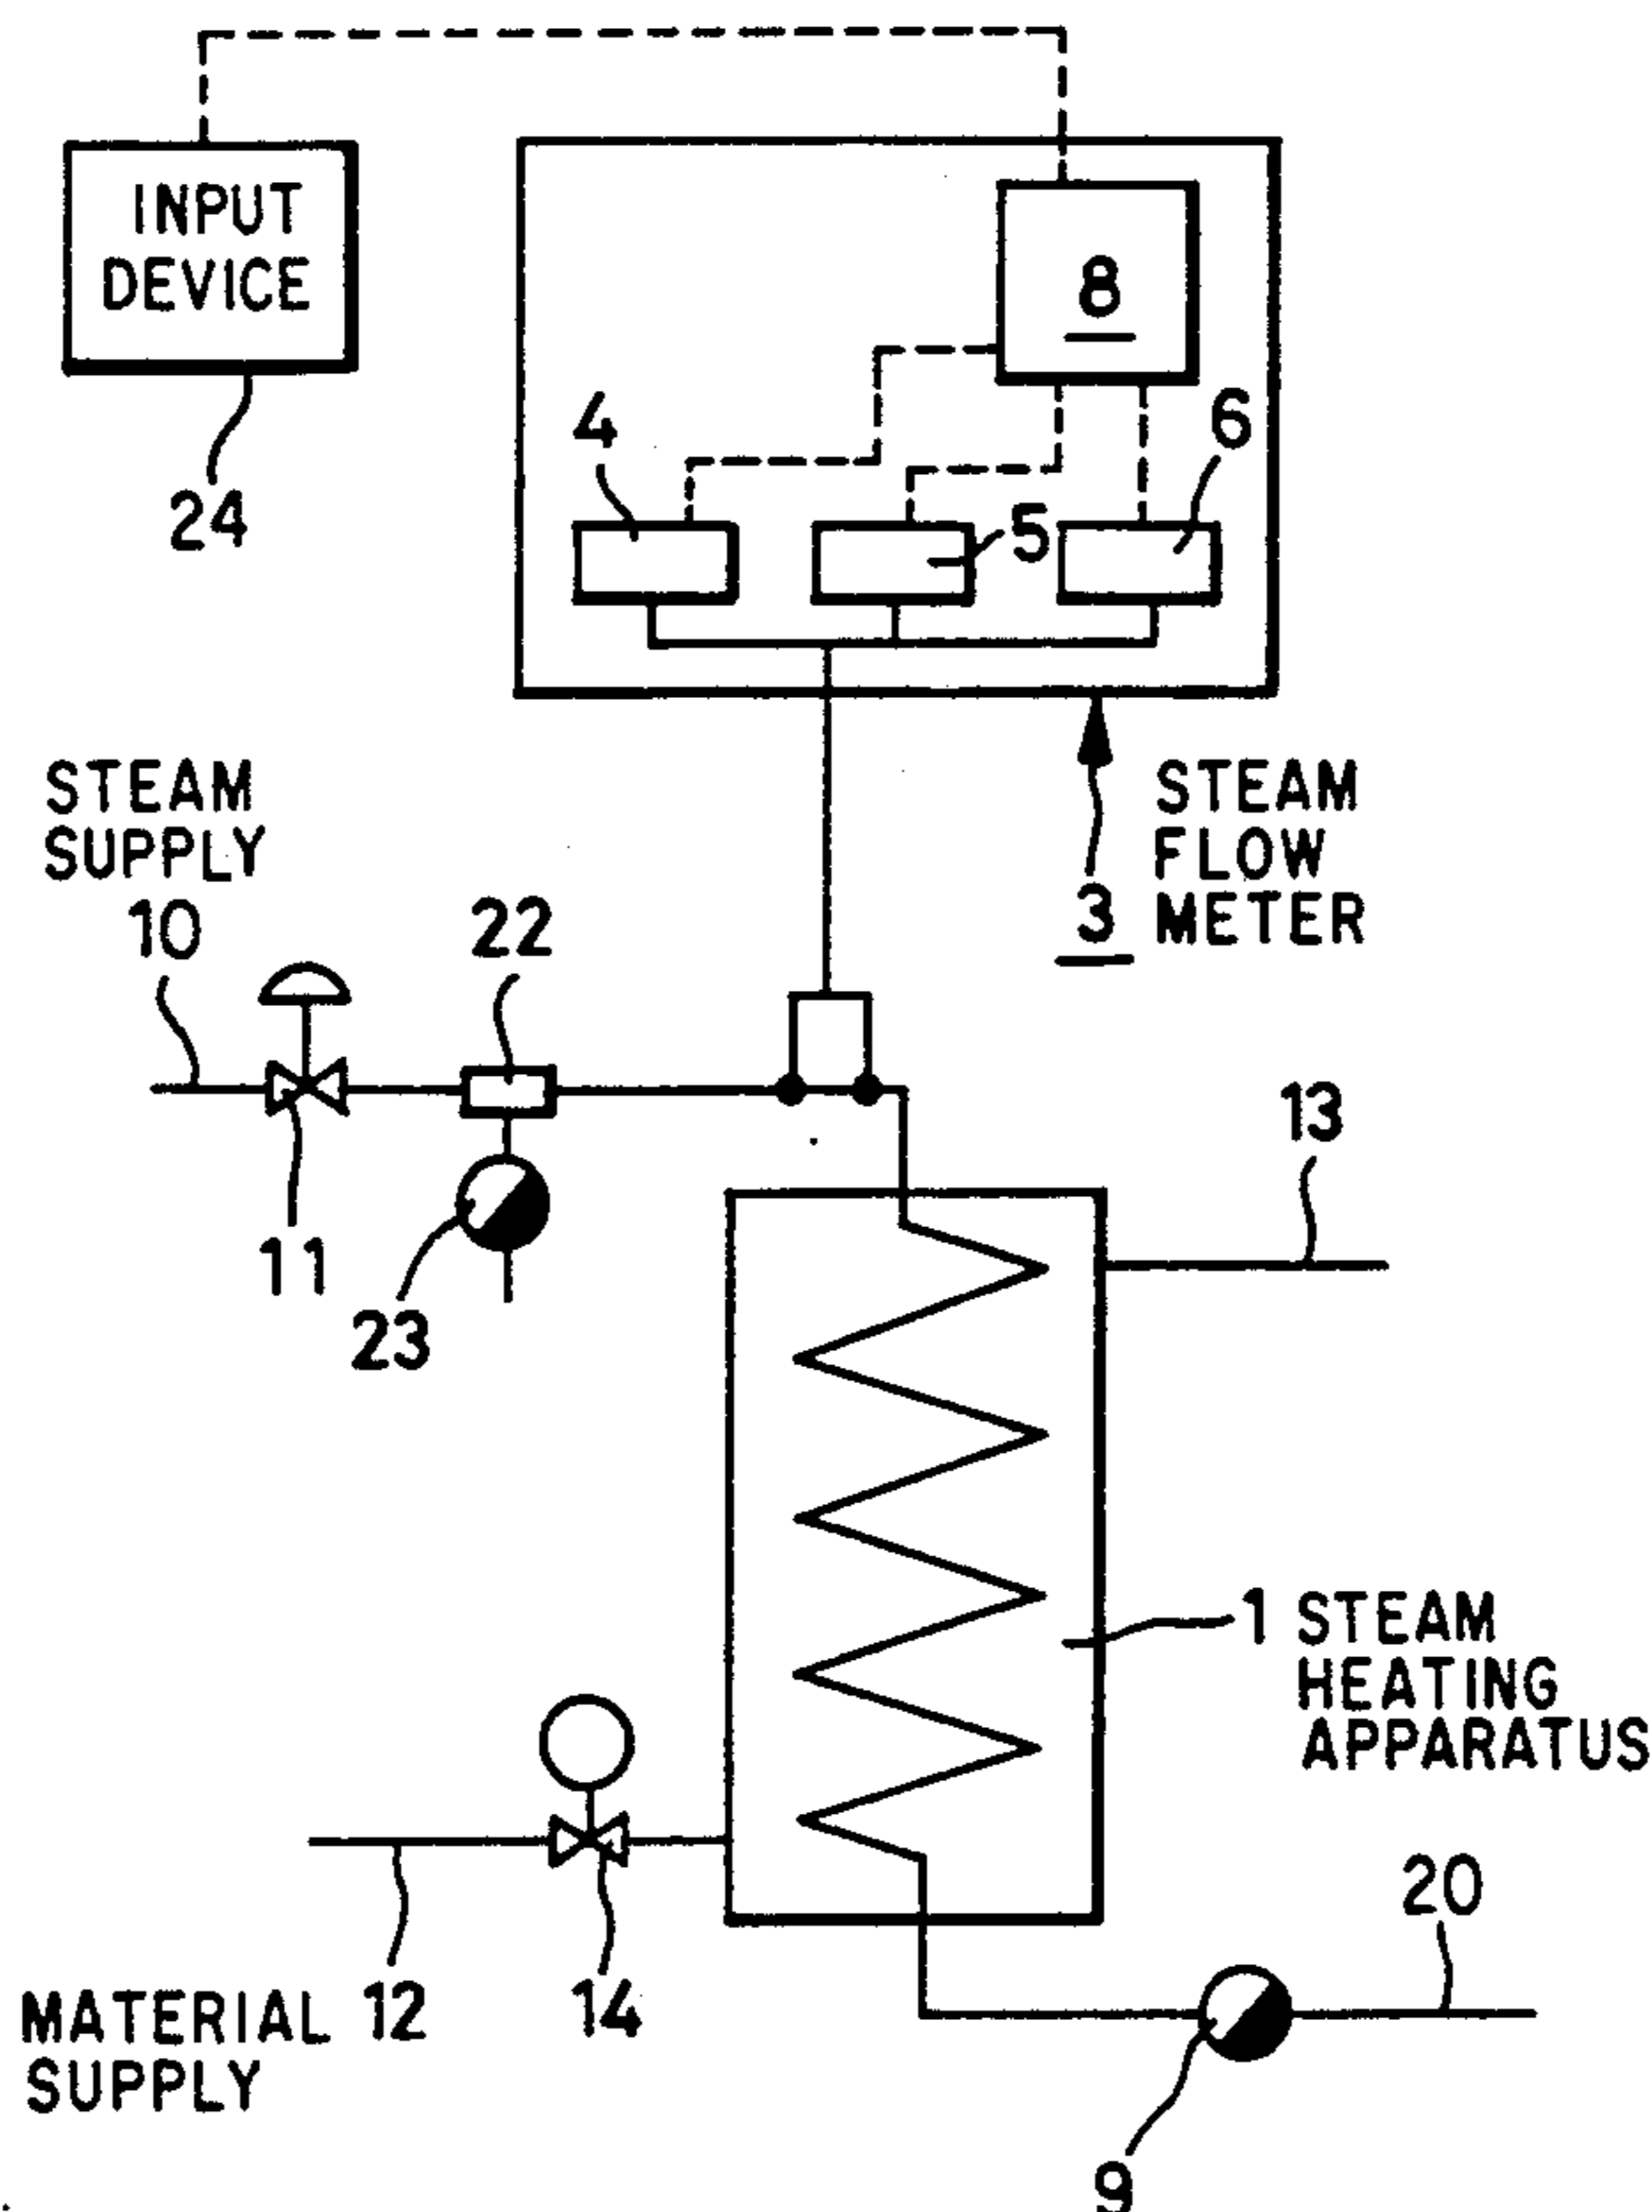 INPUT
DEVICE
24
8
4
5
6
STEAM
SUPPLY
10
22
STEAM
FLOW
3 METER
11
23
13
1 STEAM
HEATING
APPARATUS
20
MATERIAL 12
SUPPLY
14
9